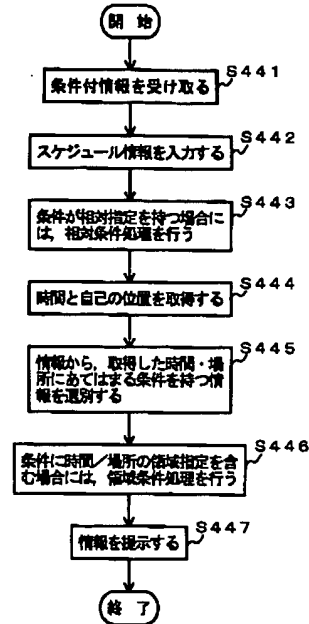 開 始
S441
条件付情報を受け取る
S442
スケジュール情報を入力する
S443
条件が相対指定を持つ場合に
は，相対条件処理を行う
S444
時間と自己の位置を取得する
S445
情報から，取得した時間・場
所にあてはまる条件を持つ情
報を選別する
S446
条件に時間／場所の領域指定を含
む場合には，領域条件処理を行う
S447
情報を提示する
終 了